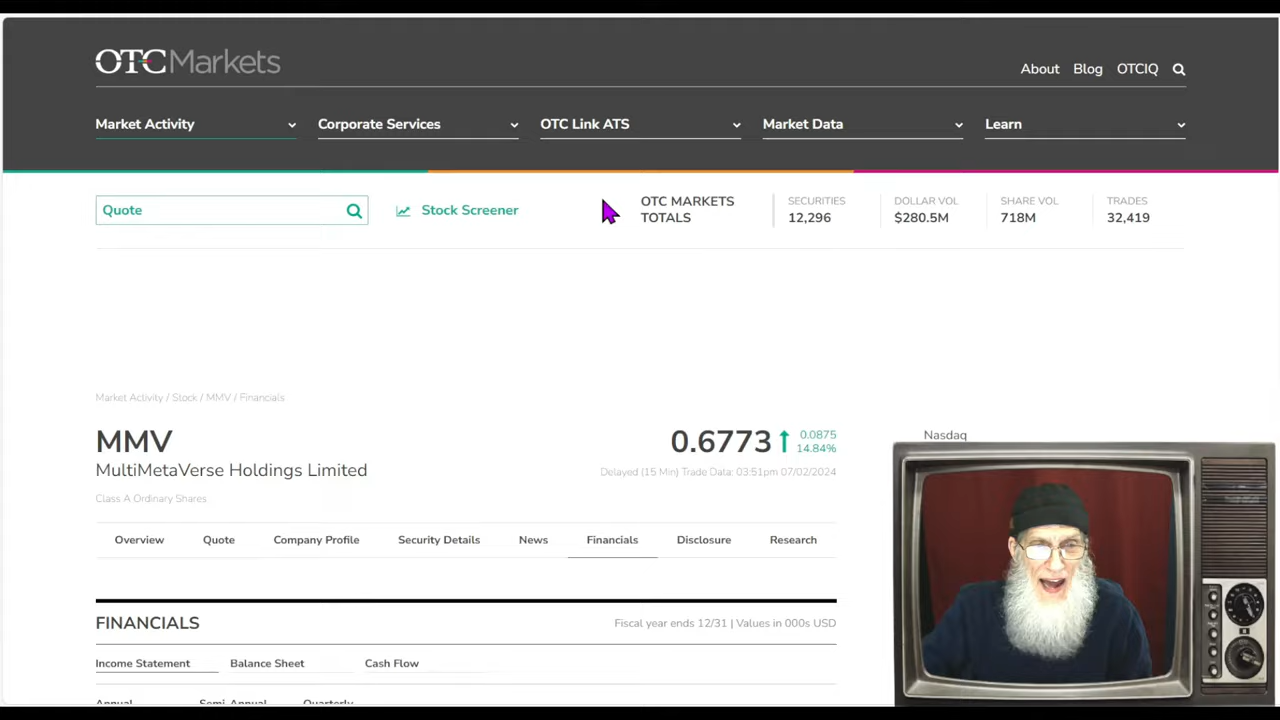 OTCMarkets
About Blog OTCIQ
Market Activity Corporate Services OTC Link ATS Market Data Learn
Quote
Stock Screener
OTC MARKETS
TOTALS
SECURITIES
12,296
DOLLAR VOL
$280.5M
SHARE VOL
718M
TRADES
32,419
Market Activity / Stock / MMV / Financials
MMV
MultiMetaVerse Holdings Limited
Class A Ordinary Shares
0.6773
0.0875
14.84%
Delayed (15 Min) Trade Data: 03:51pm 07/02/2024
Nasdaq
Overview Quote Company Profile Security Details News Financials Disclosure Research
FINANCIALS
Fiscal year ends 12/31 | Values in 000s USD
Income Statement Balance Sheet Cash Flow
Annual Semi-Annual Quarterly